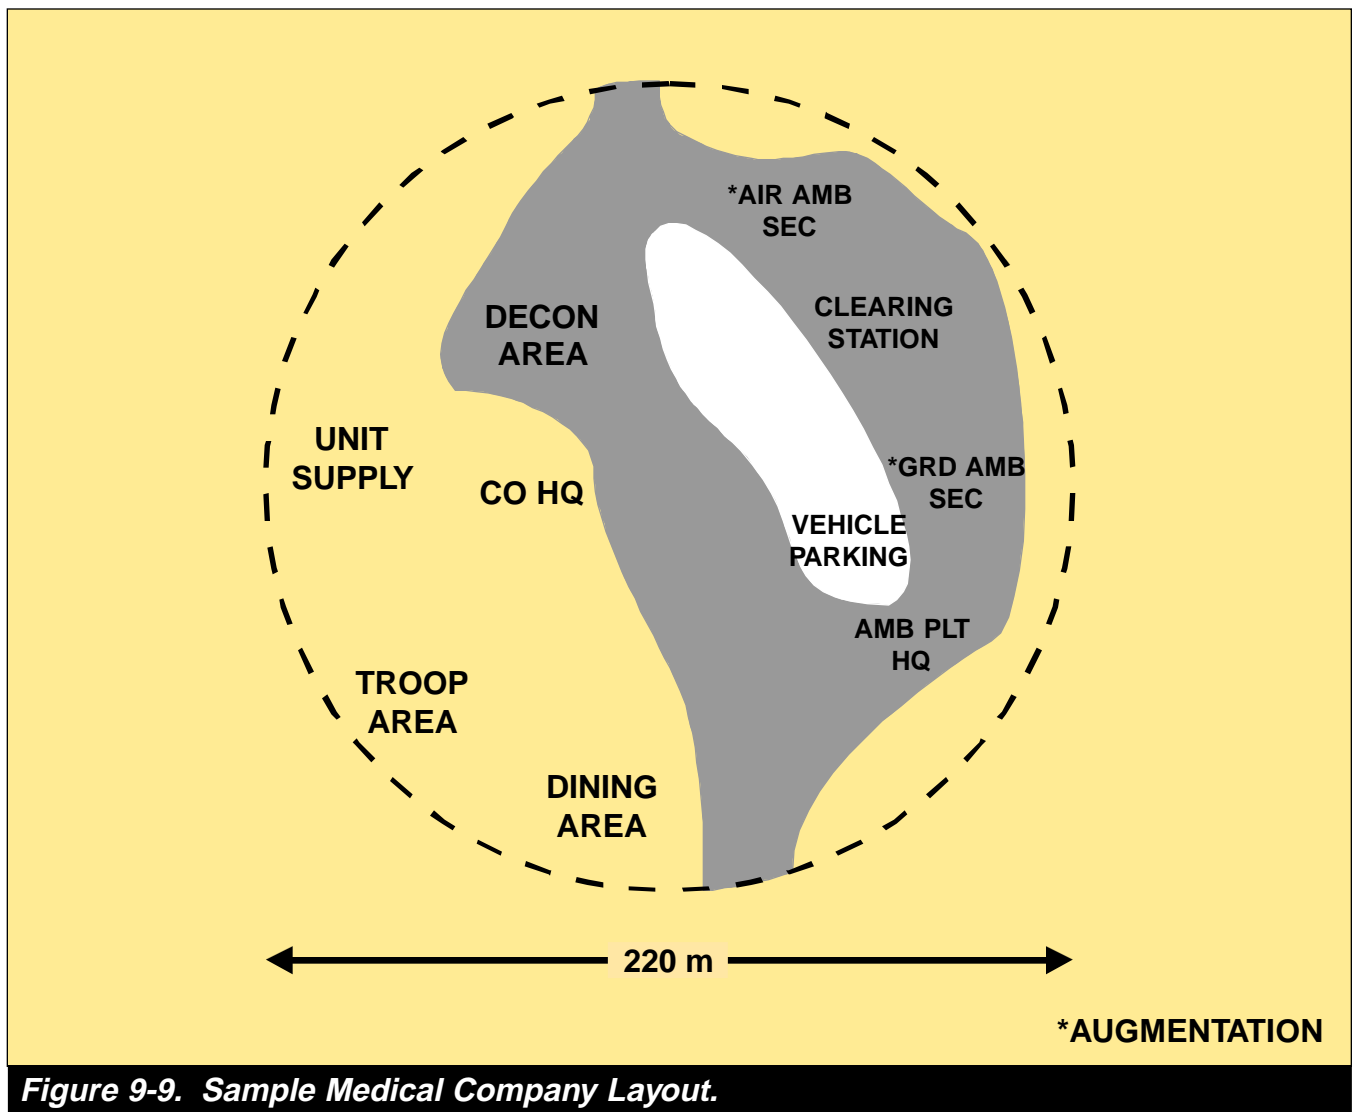 *AIR AMB
SEC
DECON
AREA
CLEARING
STATION
UNIT
SUPPLY
CO HQ
*GRD AMB
SEC
VEHICLE
PARKING
AMB PLT
HQ
TROOP
AREA
DINING
AREA
220 m
*AUGMENTATION
Figure 9-9. Sample Medical Company Layout.